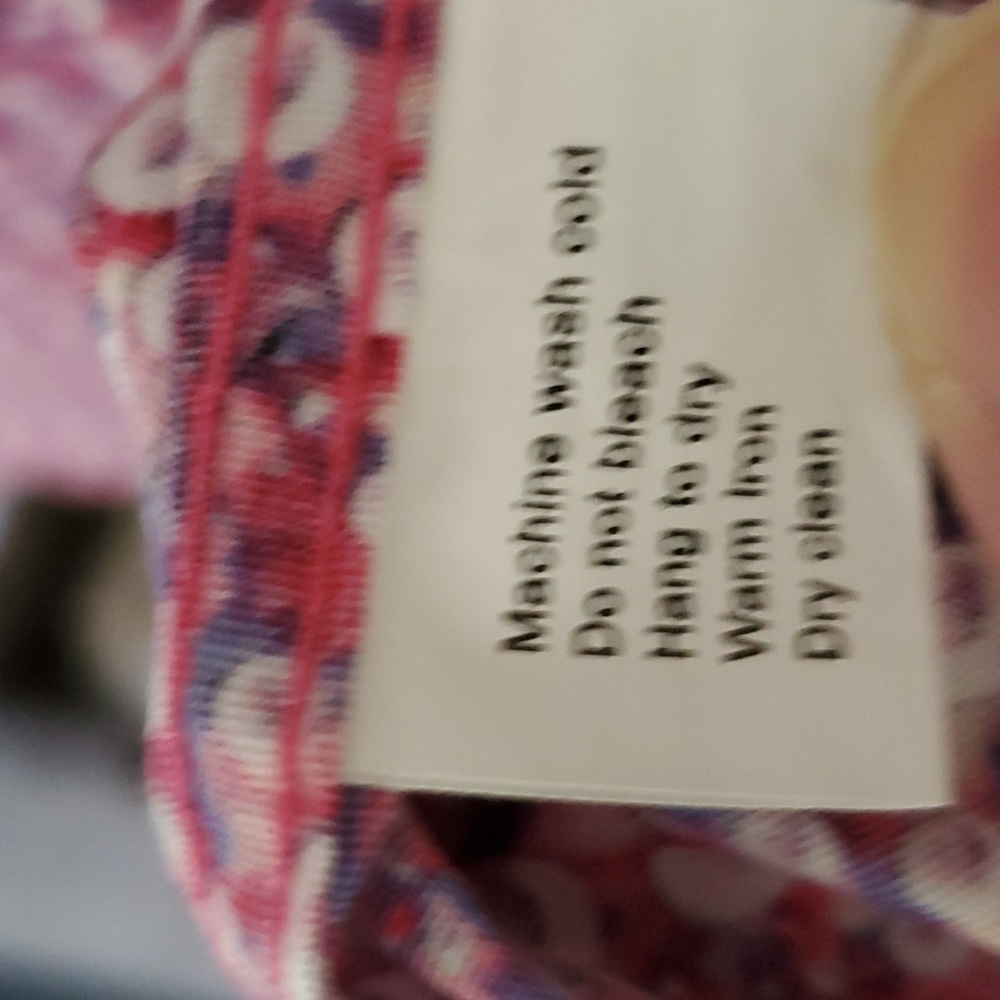 Machine wash cold
Do not bleach
Hang to dry
Warm Iron
Dry clean